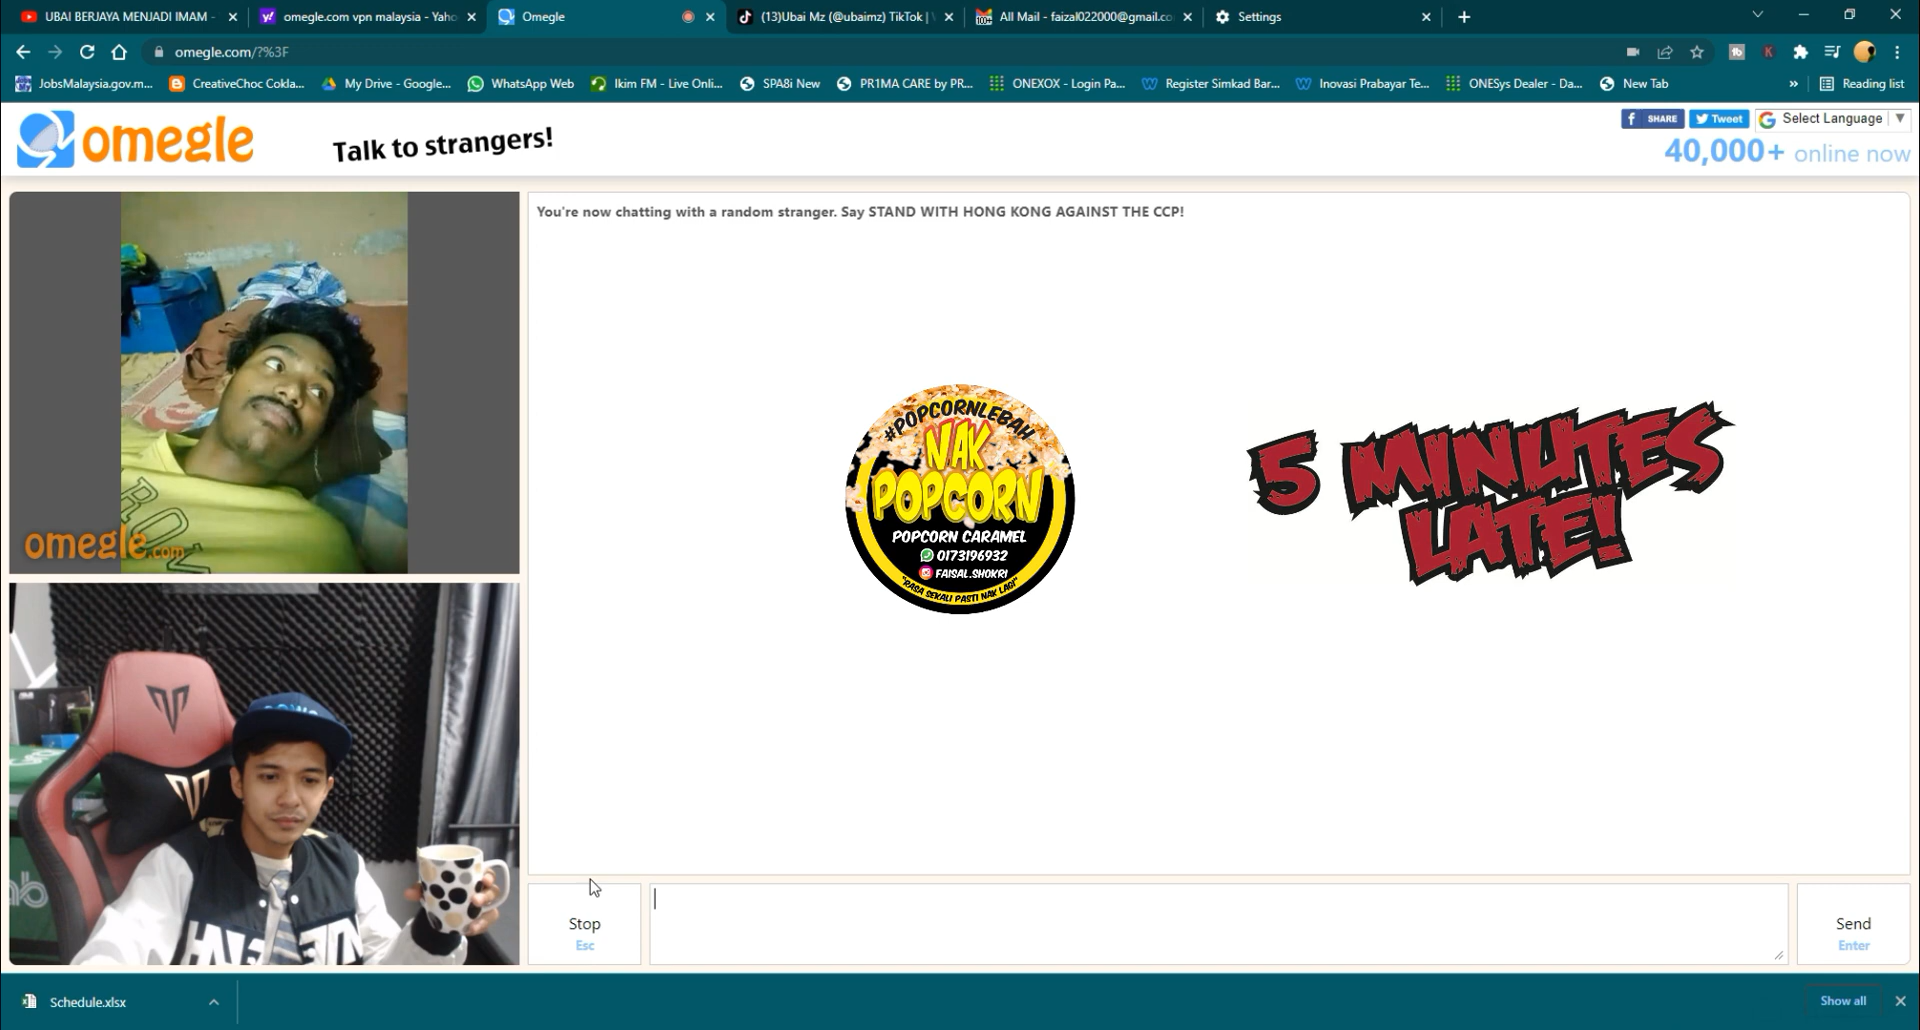 UBAI BERJAYA MENJADI IMAM -
omegle.com vpn malaysia - Yaho
Omegle
(13)Ubai Mz (@ubaimz) TikTok |
All Mail - faizal022000@gmail.co
Settings
omegle.com/?%3F
JobsMalaysia.gov.m...
CreativeChoc Cokla...
My Drive - Google...
WhatsApp Web
Ikim FM - Live Onli...
SPA8i New
PR1MA CARE by PR...
ONEXOX - Login Pa...
Register Simkad Bar...
Inovasi Prabayar Te...
ONESys Dealer - Da...
New Tab
»
Reading list
omegle
Talk to strangers!
SHARE
Tweet
Select Language
40,000+ online now
You're now chatting with a random stranger. Say STAND WITH HONG KONG AGAINST THE CCP!
omegle.com
#POPCORNLEBAH
NAK
POPCORN
POPCORN CARAMEL
0173196932
FAISAL.SHOKRI
"RASA SEKALI PASTI NAK LAGI"
5 MINUTES
LATE!
Stop
Esc
Send
Enter
Schedule.xlsx
Show all